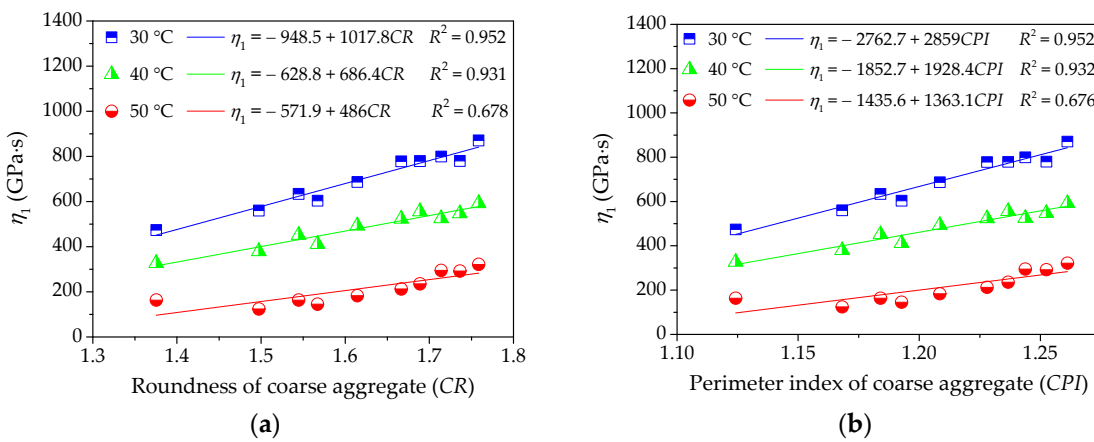 1400
1200
1000
800
600
400
200
0
η₁ (GPa·s)
30 °C η₁ = − 948.5 + 1017.8CR R² = 0.952
40 °C η₁ = − 628.8 + 686.4CR R² = 0.931
50 °C η₁ = − 571.9 + 486CR R² = 0.678
1.3 1.4 1.5 1.6 1.7 1.8
Roundness of coarse aggregate (CR)
(a)
1400
1200
1000
800
600
400
200
0
η₁ (GPa·s)
30 °C η₁ = − 2762.7 + 2859CPI R² = 0.952
40 °C η₁ = − 1852.7 + 1928.4CPI R² = 0.932
50 °C η₁ = − 1435.6 + 1363.1CPI R² = 0.676
1.10 1.15 1.20 1.25
Perimeter index of coarse aggregate (CPI)
(b)